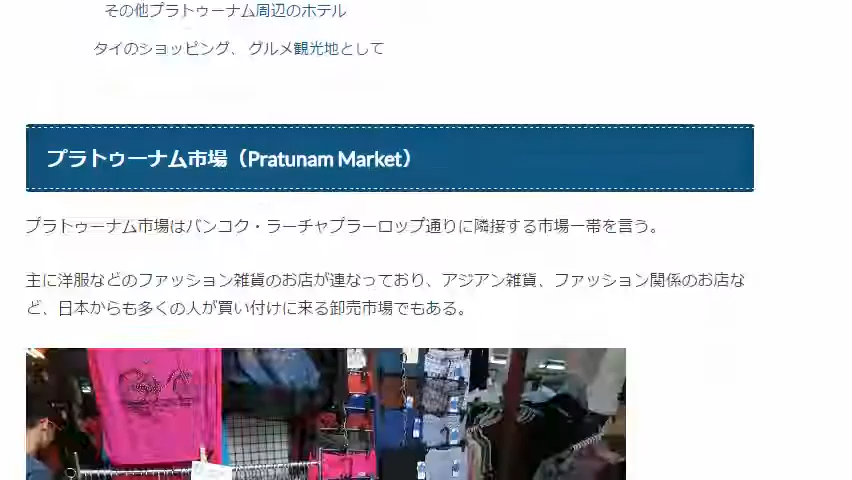 その他プラトゥーナム周辺のホテル
タイのショッピング、グルメ観光地として
プラトゥーナム市場（Pratunam Market）
プラトゥーナム市場はバンコク・ラーチャプラーロップ通りに隣接する市場一帯を言う。
主に洋服などのファッション雑貨のお店が連なっており、アジアン雑貨、ファッション関係のお店な
ど、日本からも多くの人が買い付けに来る卸売市場でもある。